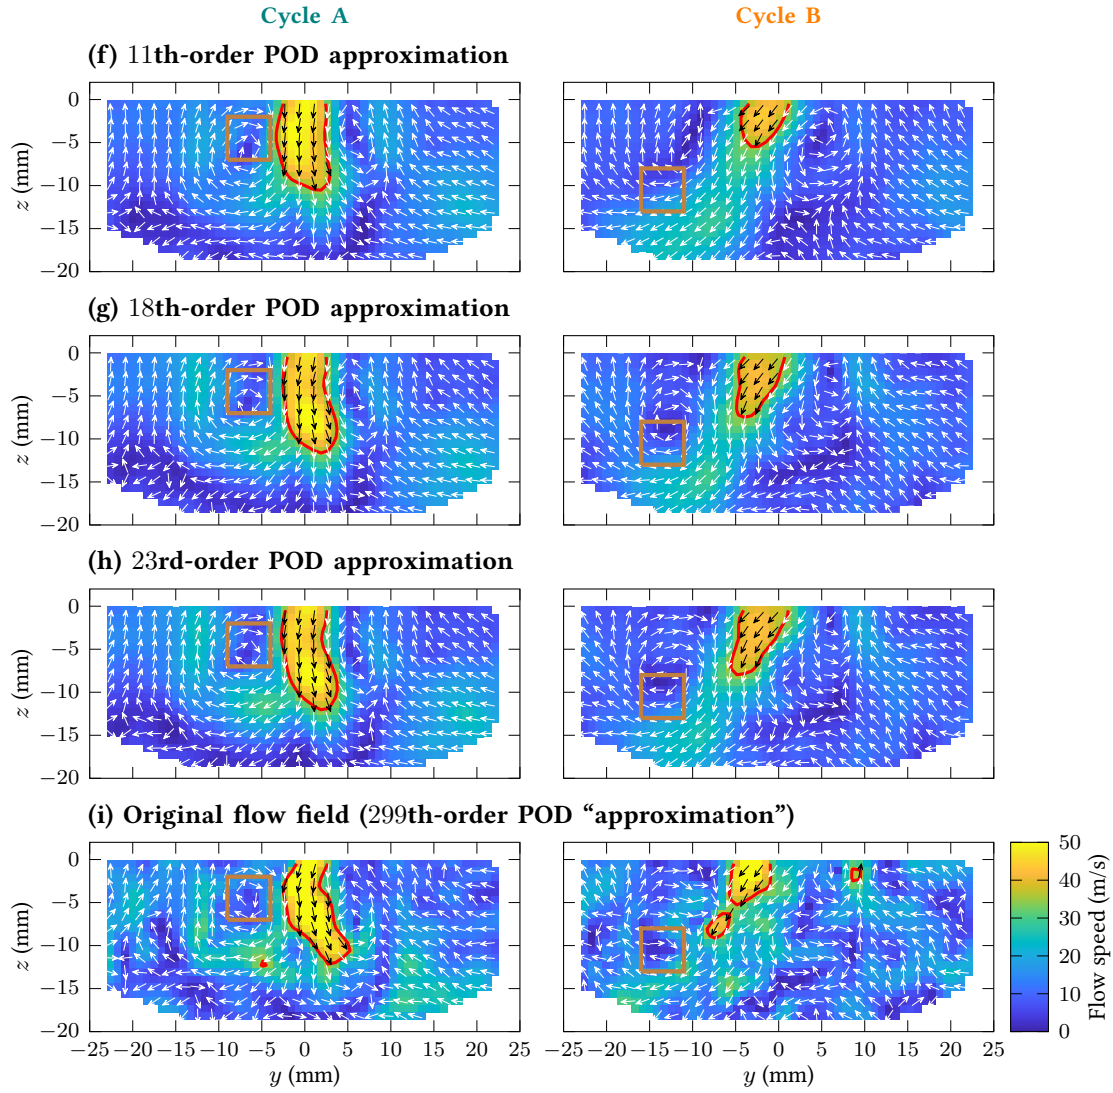 Cycle A Cycle B
(f) 11th-order POD approximation
0
−5
−10
−15
−20
z (mm)
(g) 18th-order POD approximation
0
−5
−10
−15
−20
z (mm)
(h) 23rd-order POD approximation
0
−5
−10
−15
−20
z (mm)
(i) Original flow field (299th-order POD “approximation”)
0
−5
−10
−15
−20
z (mm)
−25 −20 −15 −10 −5 0 5 10 15 20 25
y (mm)
−25 −20 −15 −10 −5 0 5 10 15 20 25
y (mm)
50
40
30
20
10
0
Flow speed (m/s)